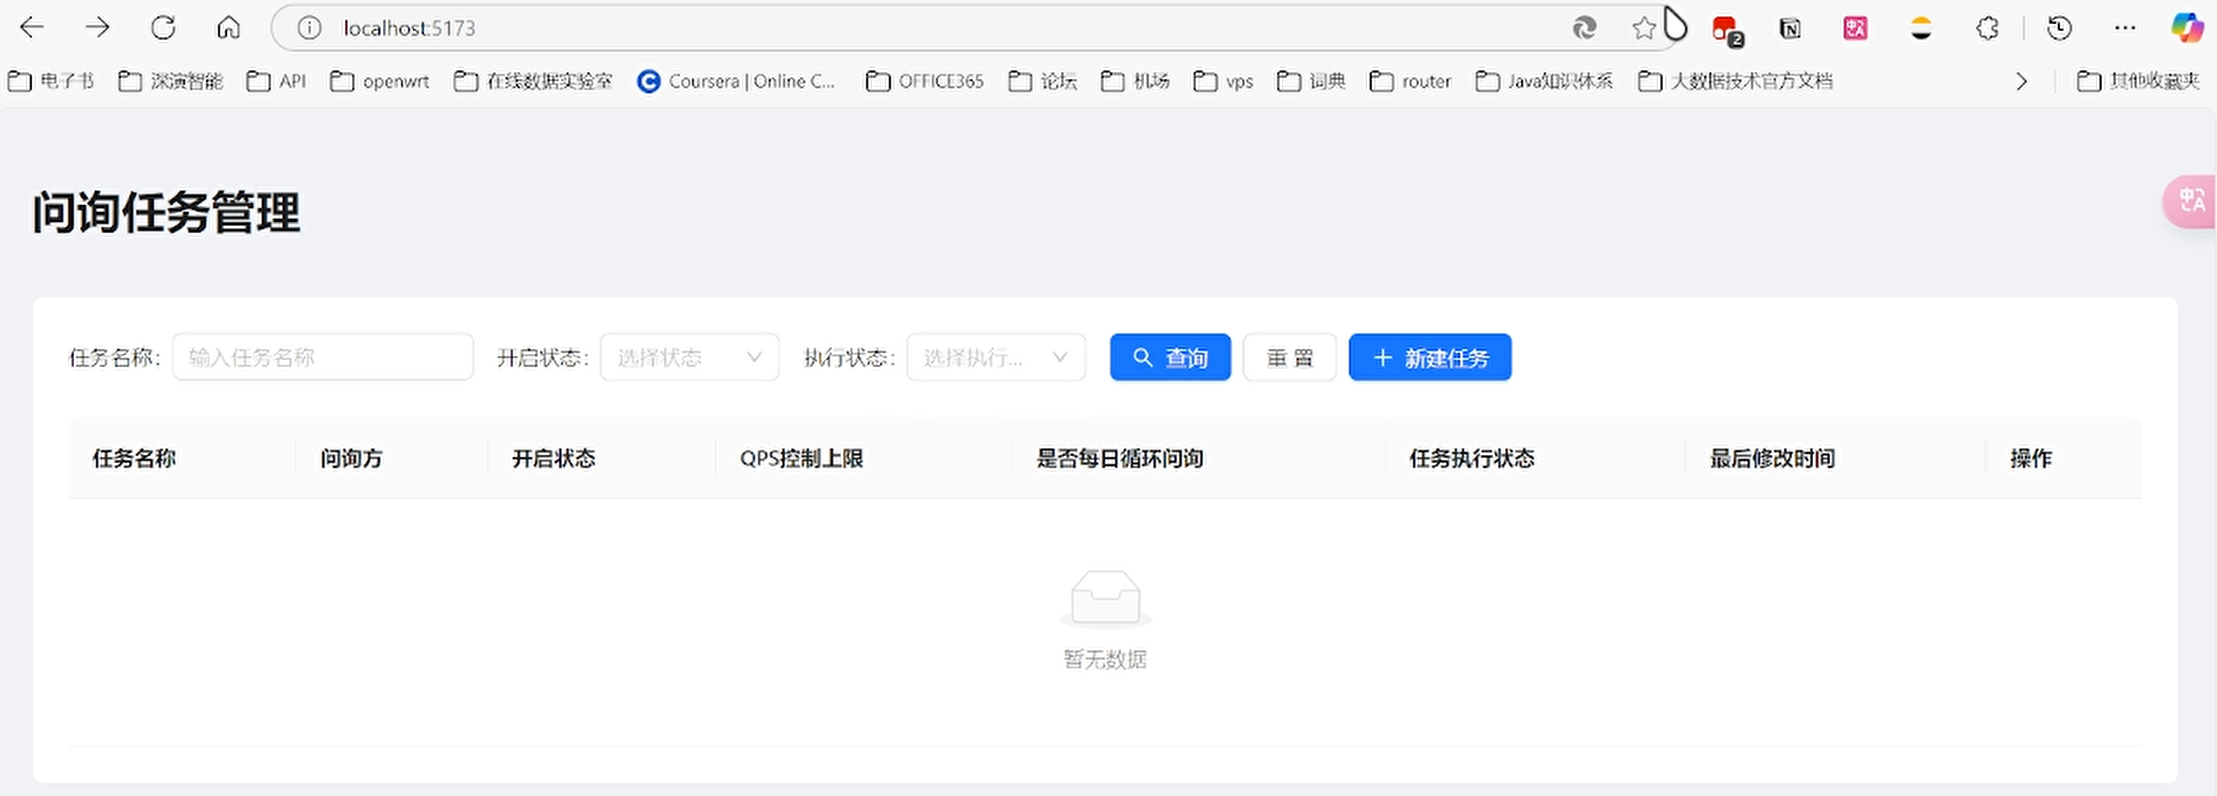 localhost:5173
2
电子书 深演智能 API openwrt 在线数据实验室 Coursera | Online C... OFFICE365 论坛 机场 vps 词典 router Java知识体系 大数据技术官方文档 其他收藏夹
问询任务管理
任务名称: 输入任务名称 开启状态: 选择状态 执行状态: 选择执行... 查询 重 置 新建任务
任务名称 问询方 开启状态 QPS控制上限 是否每日循环问询 任务执行状态 最后修改时间 操作
暂无数据